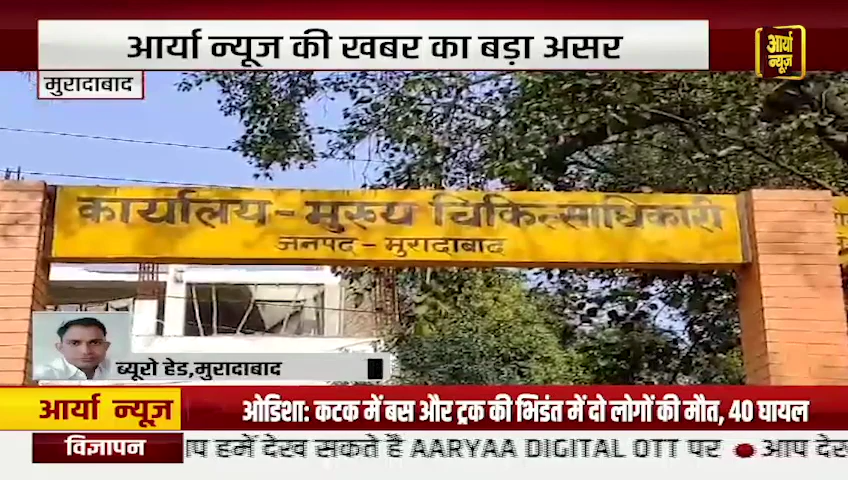 आर्या न्यूज की खबर का बड़ा असर
आर्या
न्यूज़
मुरादाबाद
कार्यालय-मुख्य चिकित्साधिकारी
जनपद-मुरादाबाद
ब्यूरो हेड,मुरादाबाद
आर्या न्यूज़
ओडिशा: कटक में बस और ट्रक की भिडंत में दो लोगों की मौत, 40 घायल
विज्ञापन
प हमें देख सकते है AARYAA DIGITAL OTT पर ● आप देख